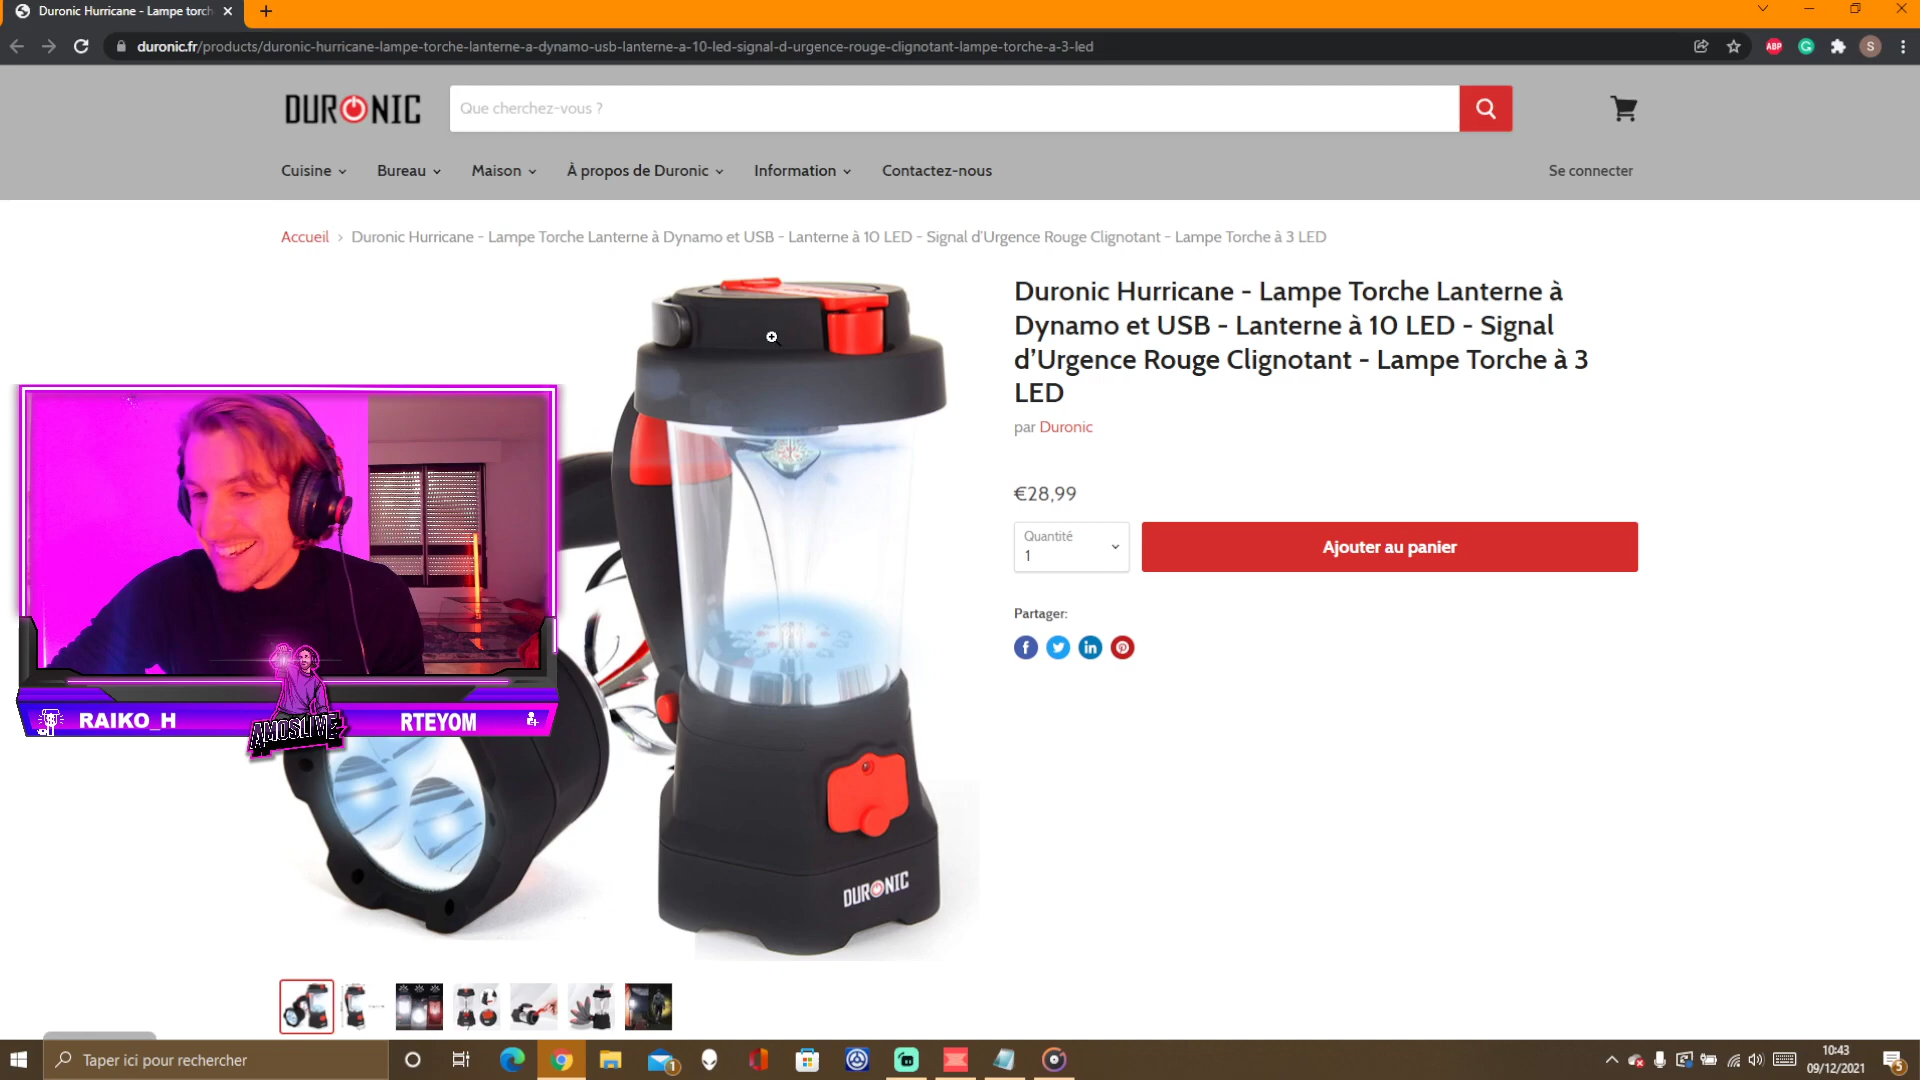 Duronic Hurricane - Lampe torch
duronic.fr/products/duronic-hurricane-lampe-torche-lanterne-a-dynamo-usb-lanterne-a-10-led-signal-d-urgence-rouge-clignotant-lampe-torche-a-3-led
ABP
S
DURONIC
Que cherchez-vous ?
Cuisine
Bureau
Maison
À propos de Duronic
Information
Contactez-nous
Se connecter
Accueil › Duronic Hurricane - Lampe Torche Lanterne à Dynamo et USB - Lanterne à 10 LED - Signal d'Urgence Rouge Clignotant - Lampe Torche à 3 LED
Duronic Hurricane - Lampe Torche Lanterne à
Dynamo et USB - Lanterne à 10 LED - Signal
d'Urgence Rouge Clignotant - Lampe Torche à 3
LED
par Duronic
€28,99
Quantité
1
Ajouter au panier
Partager:
RAIKO_H
AMOSLIVE
RTEYOM
DURONIC
Taper ici pour rechercher
1
10:43
09/12/2021
5